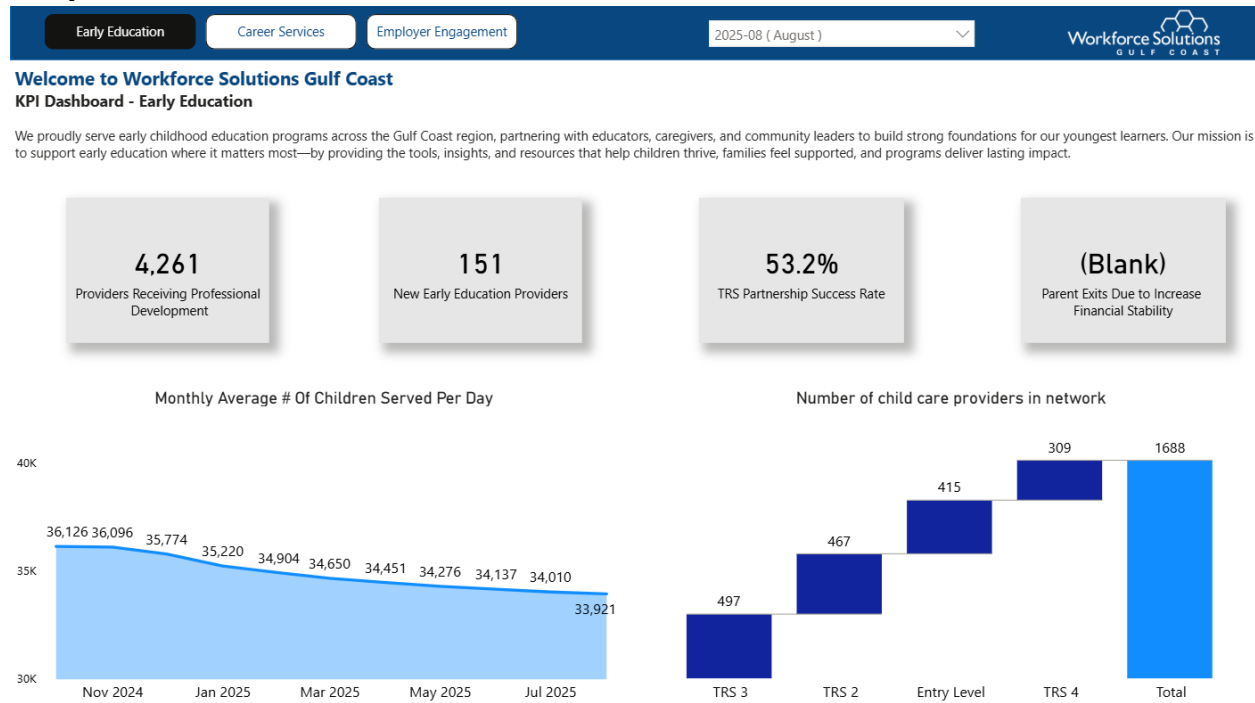 Early Education
Career Services
Employer Engagement
2025-08 ( August )
Workforce Solutions
GULF COAST
Welcome to Workforce Solutions Gulf Coast
KPI Dashboard - Early Education
We proudly serve early childhood education programs across the Gulf Coast region, partnering with educators, caregivers, and community leaders to build strong foundations for our youngest learners. Our mission is
to support early education where it matters most—by providing the tools, insights, and resources that help children thrive, families feel supported, and programs deliver lasting impact.
4,261
Providers Receiving Professional
Development
151
New Early Education Providers
53.2%
TRS Partnership Success Rate
(Blank)
Parent Exits Due to Increase
Financial Stability
Monthly Average # Of Children Served Per Day
40K
35K
30K
36,126
36,096
35,774
35,220
34,904
34,650
34,451
34,276
34,137
34,010
33,921
Nov 2024
Jan 2025
Mar 2025
May 2025
Jul 2025
Number of child care providers in network
497
467
415
309
1688
TRS 3
TRS 2
Entry Level
TRS 4
Total